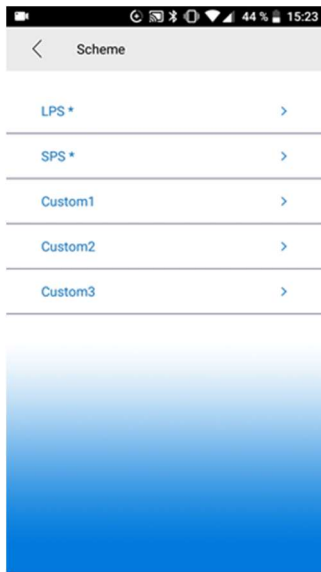 44 % 15:23
Scheme
LPS *
SPS *
Custom1
Custom2
Custom3